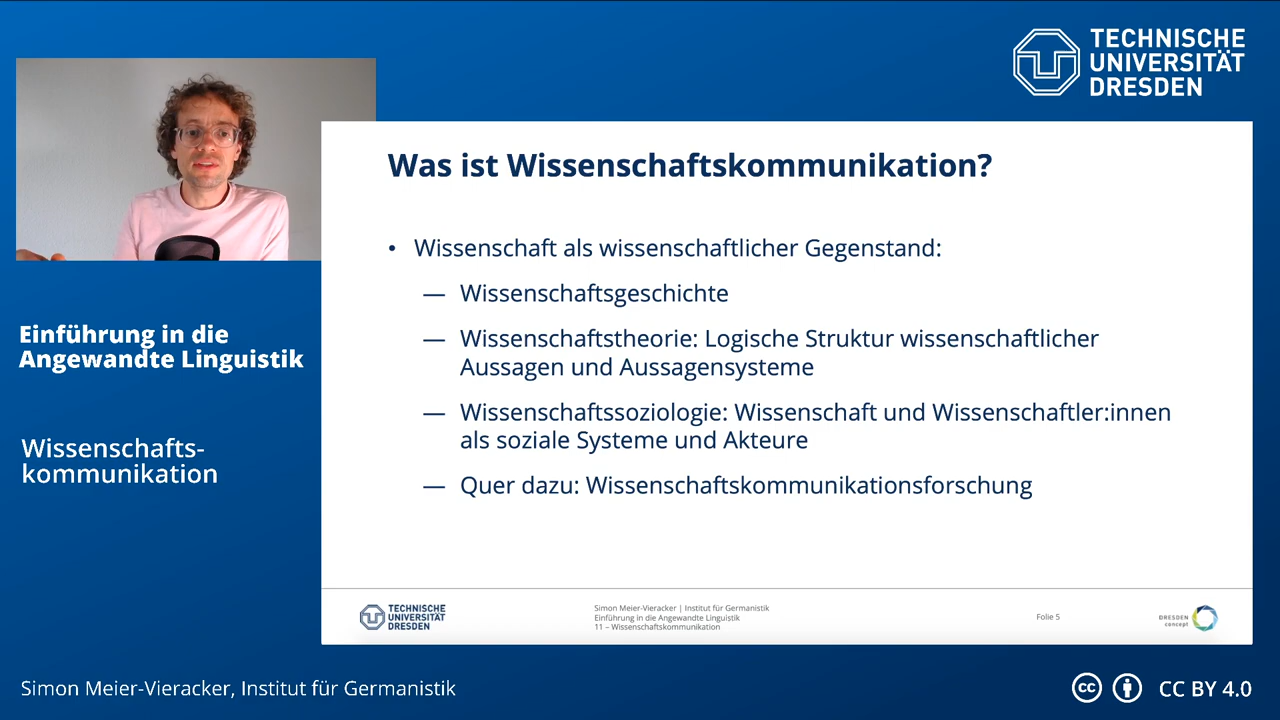 TECHNISCHE
UNIVERSITÄT
DRESDEN
Was ist Wissenschaftskommunikation?
• Wissenschaft als wissenschaftlicher Gegenstand:
— Wissenschaftsgeschichte
— Wissenschaftstheorie: Logische Struktur wissenschaftlicher
Aussagen und Aussagensysteme
— Wissenschaftssoziologie: Wissenschaft und Wissenschaftler:innen
als soziale Systeme und Akteure
— Quer dazu: Wissenschaftskommunikationsforschung
Einführung in die
Angewandte Linguistik
Wissenschafts-
kommunikation
TECHNISCHE
UNIVERSITÄT
DRESDEN
Simon Meier-Vieracker | Institut für Germanistik
Einführung in die Angewandte Linguistik
11 – Wissenschaftskommunikation
Folie 5
DRESDEN
concept
Simon Meier-Vieracker, Institut für Germanistik
cc
CC BY 4.0